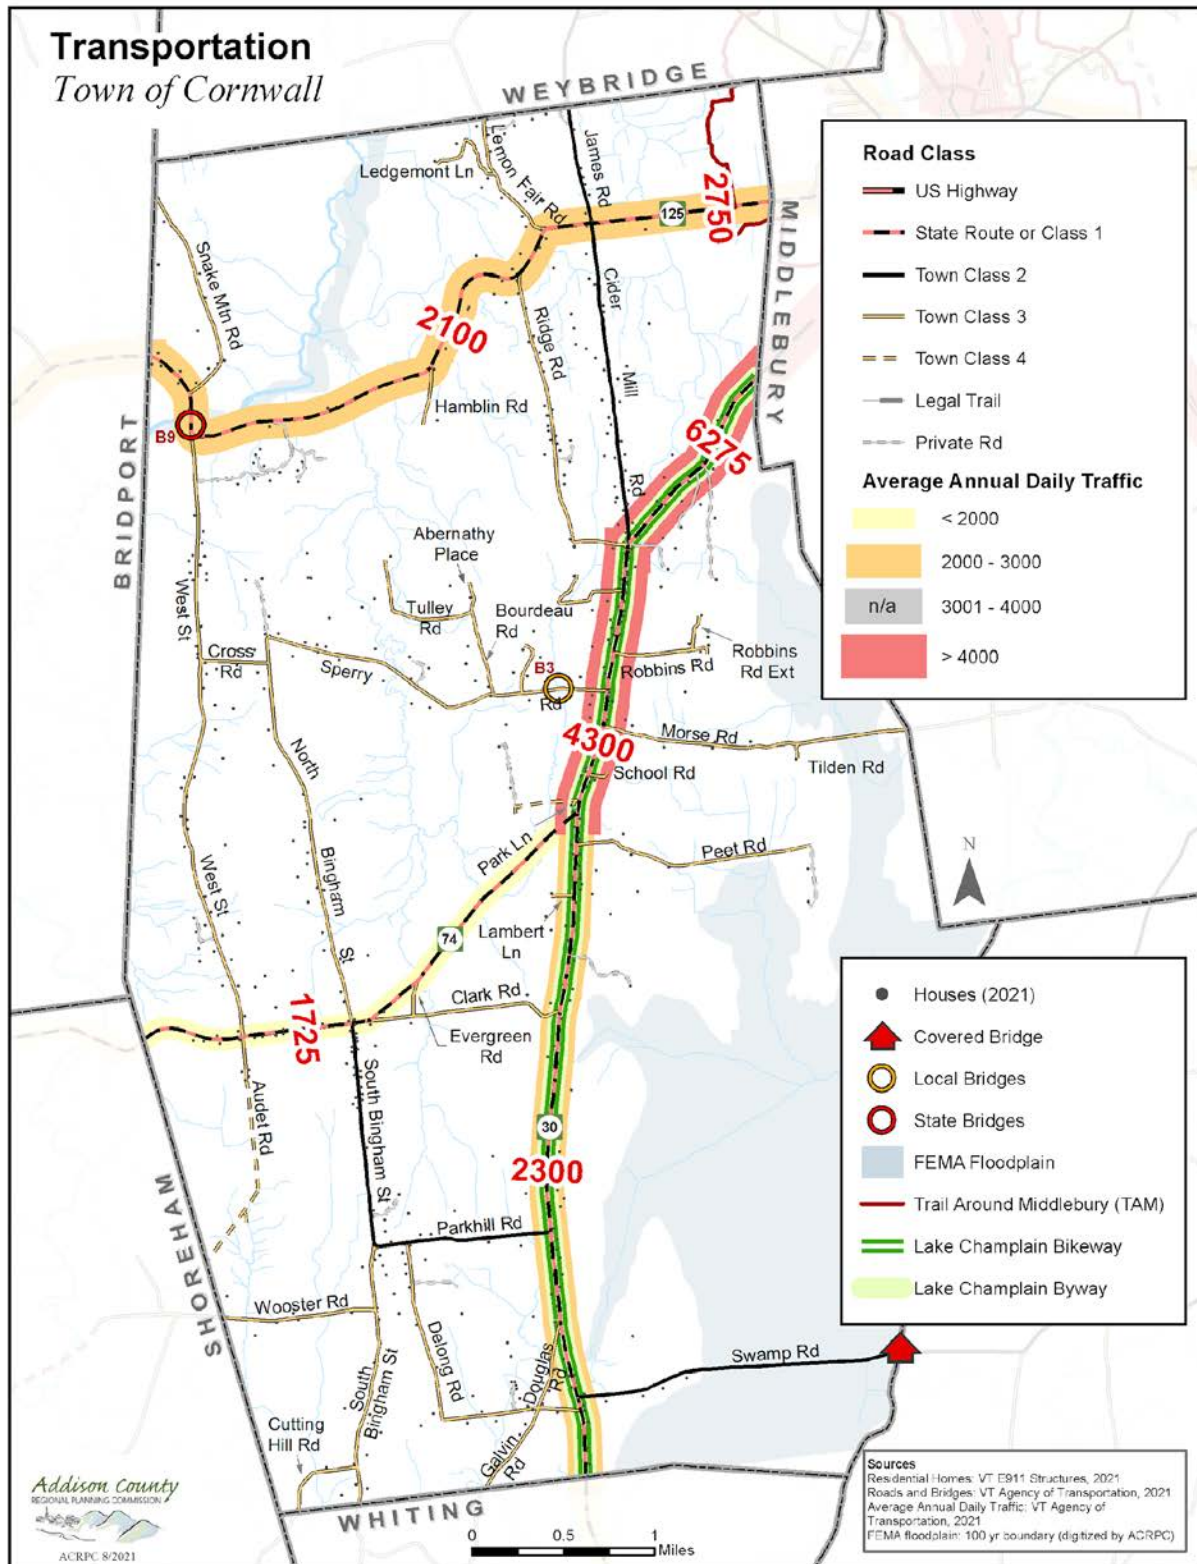 Transportation
Town of Cornwall
WEYBRIDGE
MIDDLEBURY
BRIDPORT
SHOREHAM
WHITING
Road Class
US Highway
State Route or Class 1
Town Class 2
Town Class 3
Town Class 4
Legal Trail
Private Rd
Average Annual Daily Traffic
< 2000
2000 - 3000
n/a 3001 - 4000
> 4000
Ledgemont Ln
Lemon Fair Rd
James Rd
125
2750
Snake Mtn Rd
2100
Ridge Rd
Cider
Mill
Rd
Hamblin Rd
B9
6275
Abernathy
Place
West St
Tulley
Rd
Bourdeau
Rd
Cross
Rd
Sperry
Rd
B3
Robbins Rd
Robbins
Rd Ext
North
Bingham
St
4300
Morse Rd
Tilden Rd
School Rd
Park Ln
Peet Rd
N
West St
74
Lambert
Ln
Clark Rd
Evergreen
Rd
1725
Audet Rd
South Bingham St
30
2300
Parkhill Rd
Wooster Rd
Delong Rd
Douglas
Rd
Swamp Rd
South
Bingham St
Cutting
Hill Rd
Galvin
Rd
Houses (2021)
Covered Bridge
Local Bridges
State Bridges
FEMA Floodplain
Trail Around Middlebury (TAM)
Lake Champlain Bikeway
Lake Champlain Byway
Addison County
REGIONAL PLANNING COMMISSION
ACRPC 8/2021
0 0.5 1
Miles
Sources
Residential Homes: VT E911 Structures, 2021
Roads and Bridges: VT Agency of Transportation, 2021
Average Annual Daily Traffic: VT Agency of
Transportation, 2021
FEMA floodplain: 100 yr boundary (digitized by ACRPC)